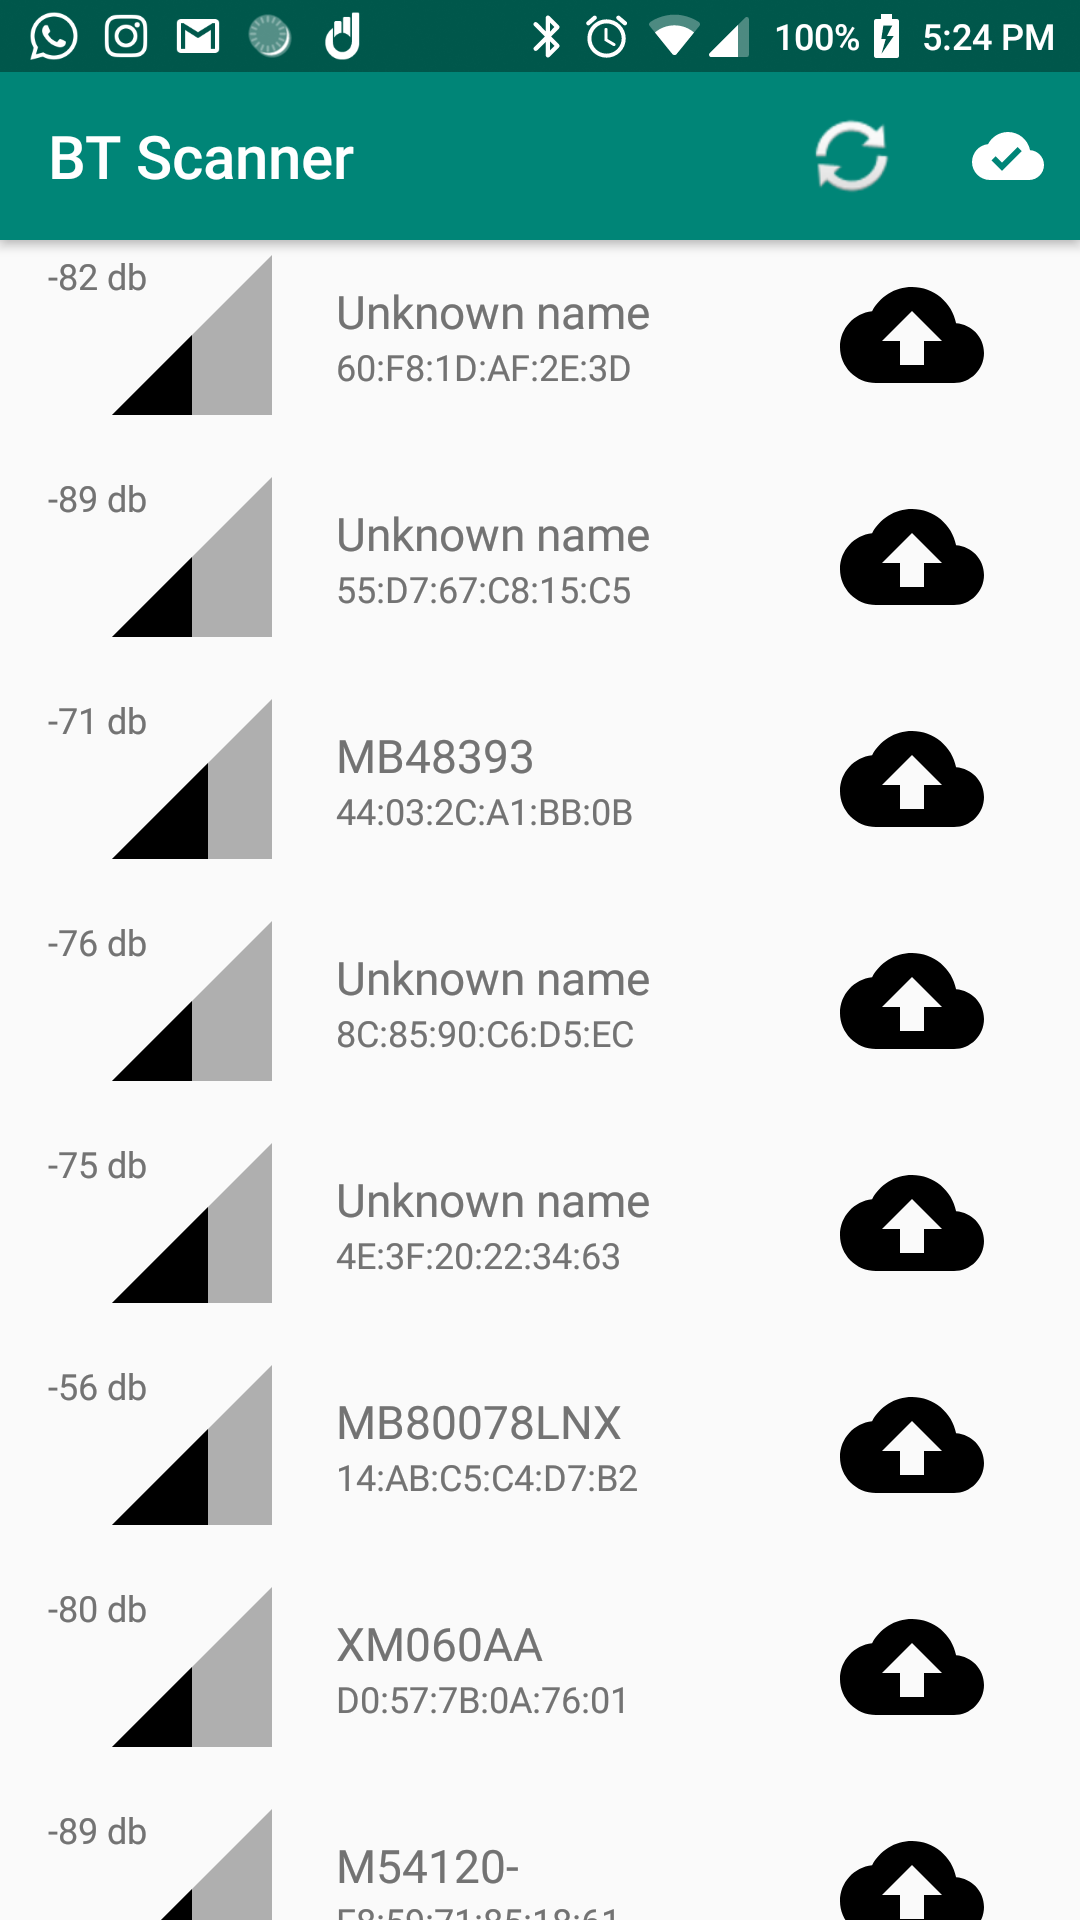 100% 5:24 PM
BT Scanner
-82 db
Unknown name
60:F8:1D:AF:2E:3D
-89 db
Unknown name
55:D7:67:C8:15:C5
-71 db
MB48393
44:03:2C:A1:BB:0B
-76 db
Unknown name
8C:85:90:C6:D5:EC
-75 db
Unknown name
4E:3F:20:22:34:63
-56 db
MB80078LNX
14:AB:C5:C4:D7:B2
-80 db
XM060AA
D0:57:7B:0A:76:01
-89 db
M54120-